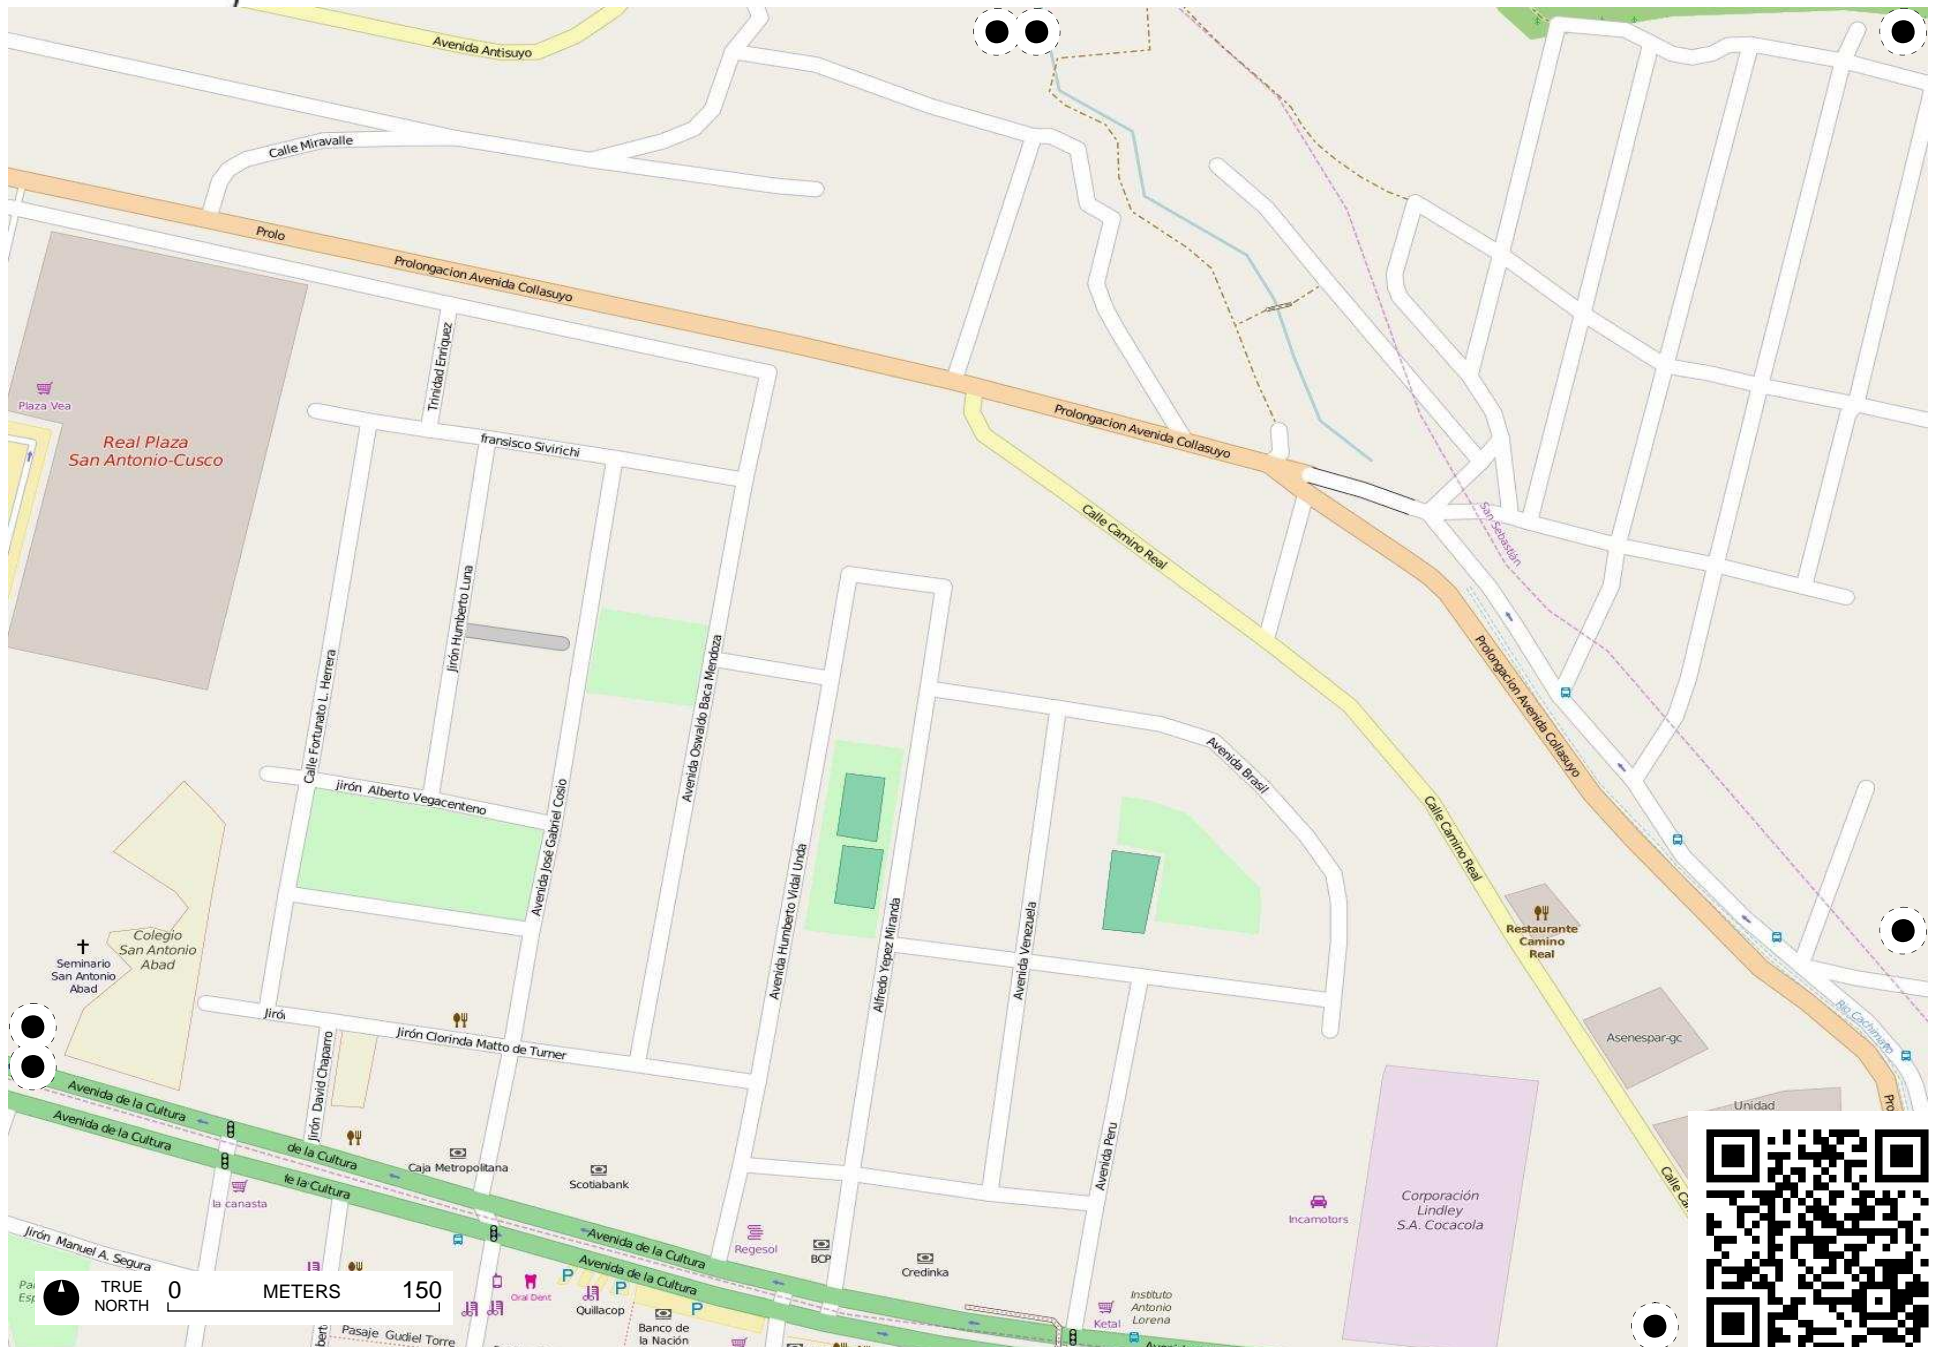 Avenida Antisuyo
Calle Miravalle
Prolo
Prolongacion Avenida Collasuyo
Trinidad Enriquez
Plaza Vea
Real Plaza
San Antonio-Cusco
fransisco Sivirichi
Prolongacion Avenida Collasuyo
Calle Camino Real
San Sebastián
Jirón Humberto Luna
Calle Fortunato L. Herrera
Avenida Oswaldo Baca Mendoza
Prolongacion Avenida Collasuyo
Avenida Brasil
jirón Alberto Vegacenteno
Avenida José Gabriel Cosio
Avenida Humberto Vidal Unda
Alfredo Yepez Miranda
Avenida Venezuela
Calle Camino Real
Restaurante
Camino
Real
Colegio
San Antonio
Abad
Seminario
San Antonio
Abad
Jirón Clorinda Matto de Turner
Jirón David Chaparro
Asenespar-gc
Río Cachimayo
Unidad
Pro
Avenida de la Cultura
Avenida de la Cultura
de la Cultura
la Cultura
Caja Metropolitana
Scotiabank
Avenida Peru
la canasta
Corporación
Lindley
S.A. Cocacola
Incamotors
Calle Ca
Jirón Manuel A. Segura
Avenida de la Cultura
Avenida de la Cultura
Regesol
BCP
Credinka
Oral Dent
P
P
P
Quillacop
Banco de
la Nación
Pasaje Gudiel Torre
Ketal
Instituto
Antonio
Lorena
TRUE
NORTH
0 METERS 150